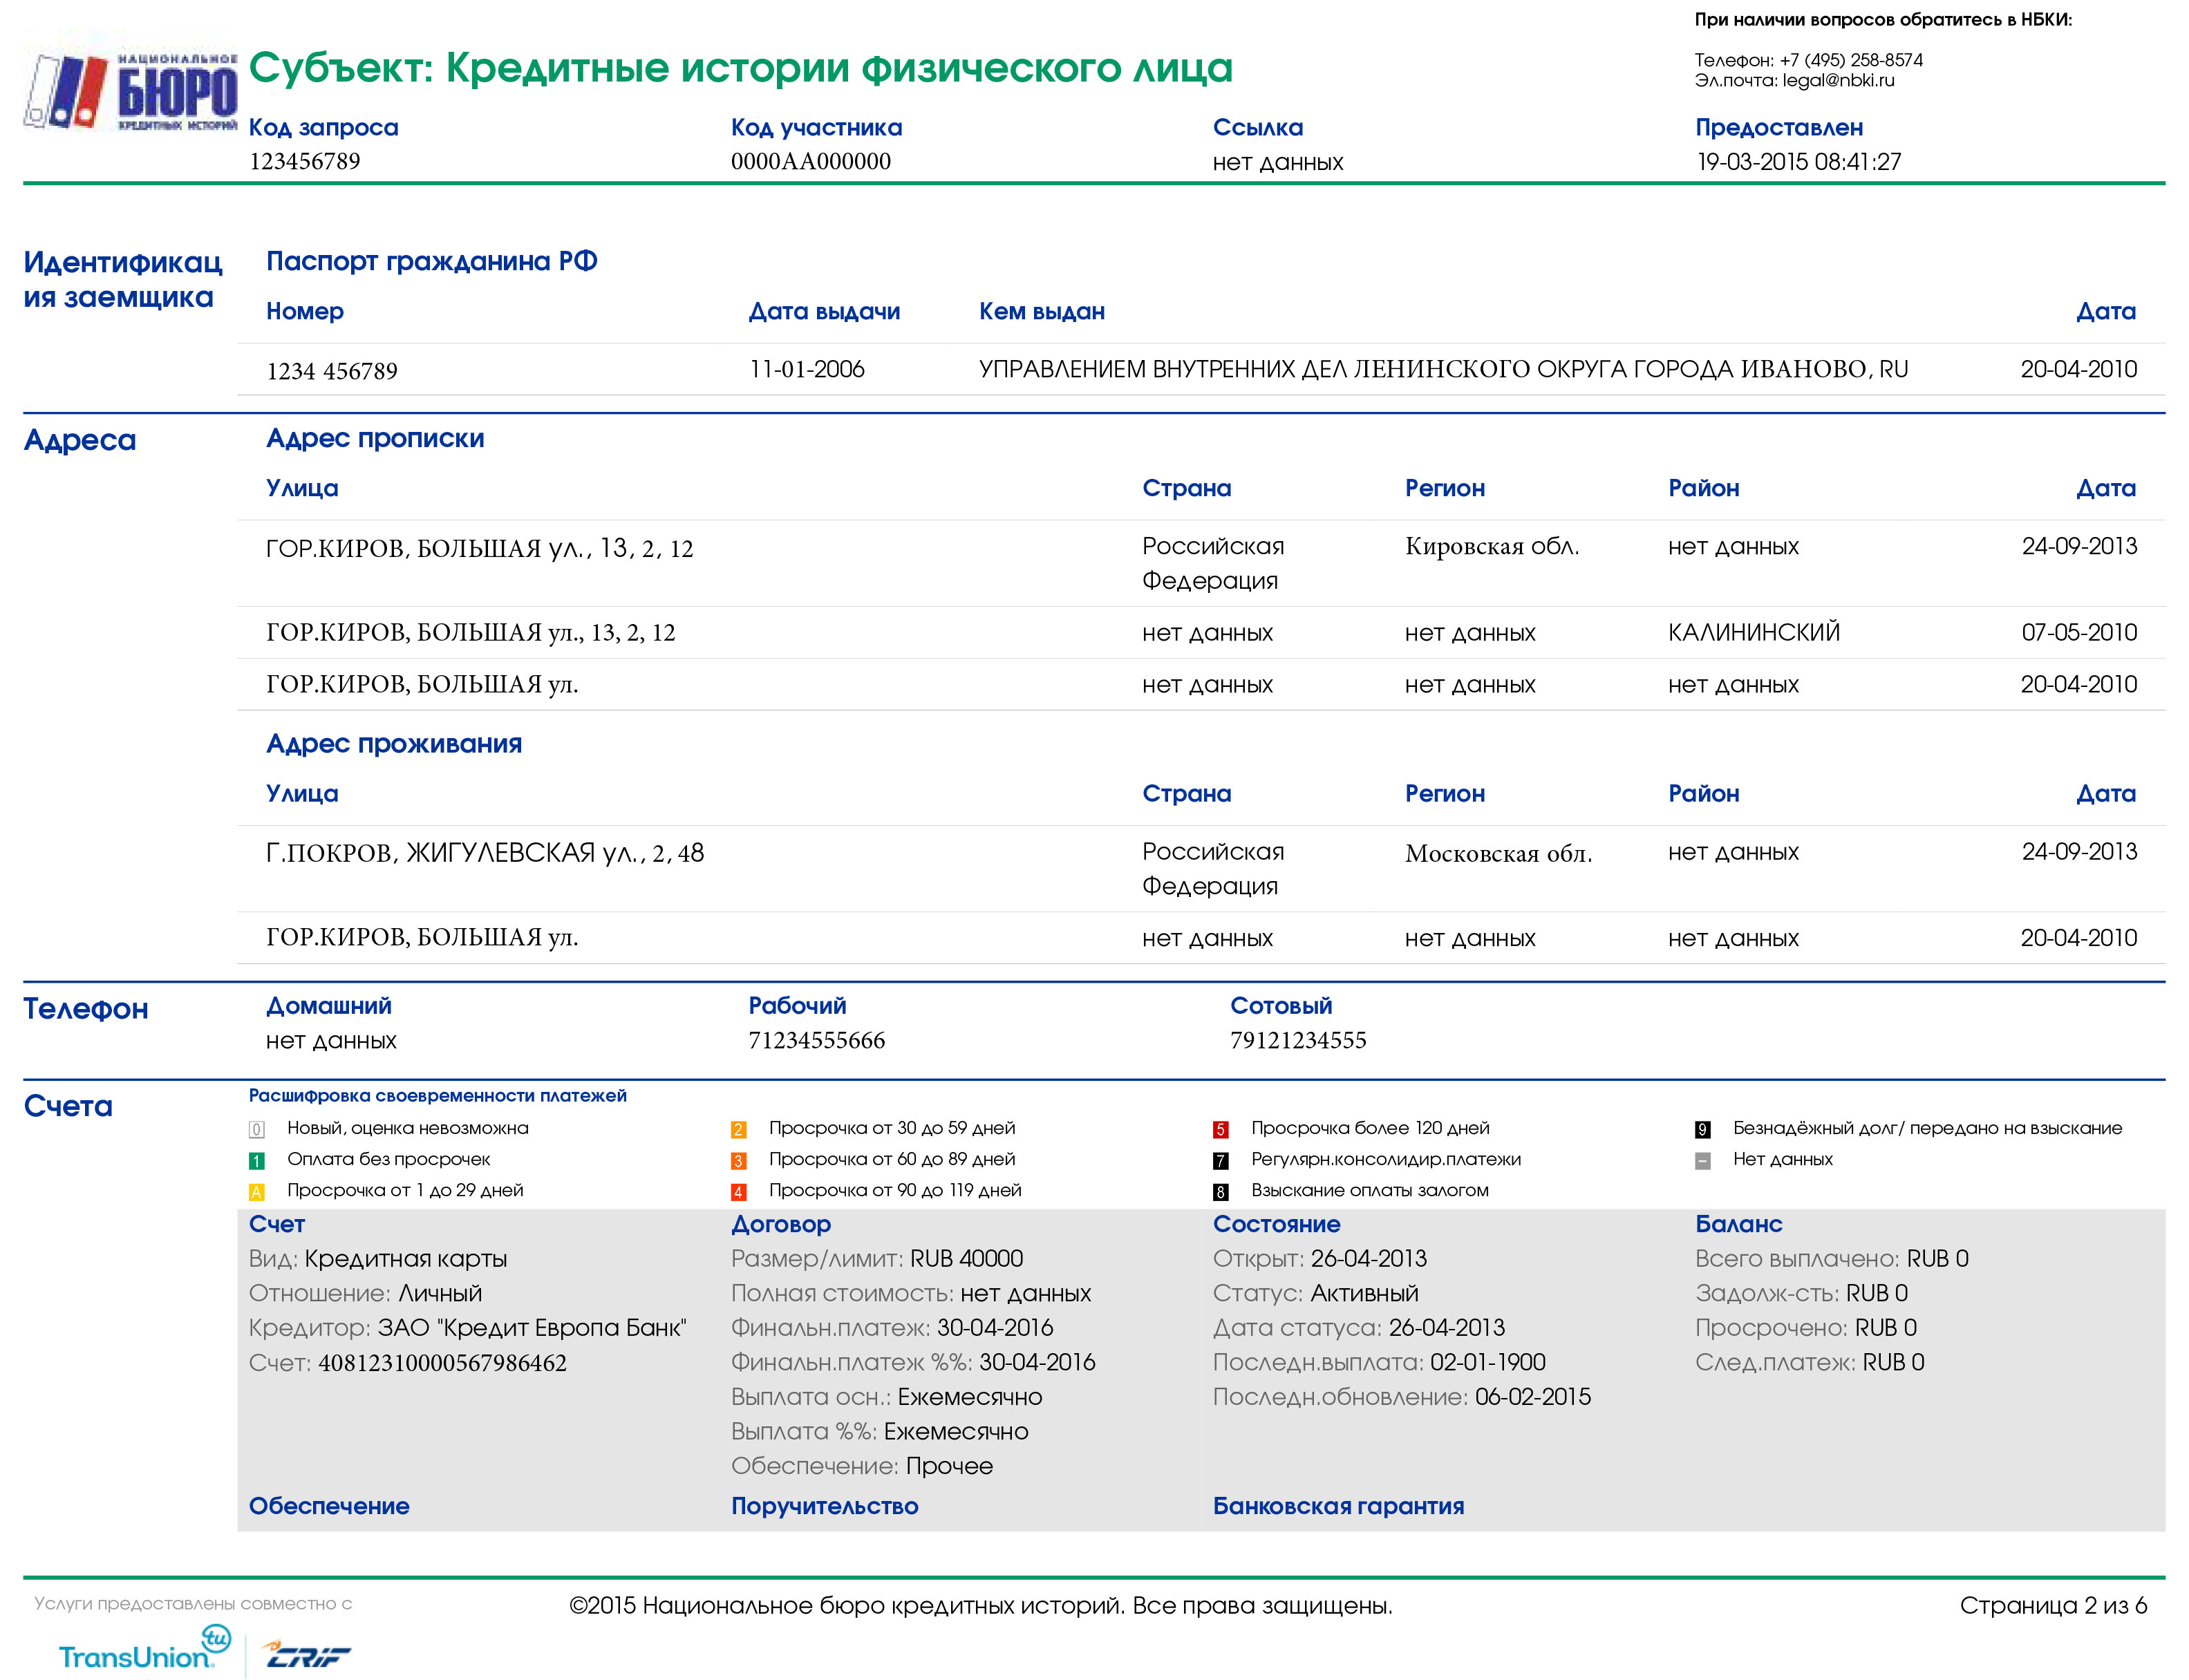 При наличии вопросов обратитесь в НБКИ:
Телефон: +7 (495) 258-8574
Эл.почта: legal@nbki.ru
НАЦИОНАЛЬНОЕ
БЮРО
КРЕДИТНЫХ ИСТОРИЙ
Субъект: Кредитные истории физического лица
Код запроса Код участника Ссылка Предоставлен
123456789 0000АА000000 нет данных 19-03-2015 08:41:27
Идентификац
ия заемщика
Паспорт гражданина РФ
Номер Дата выдачи Кем выдан Дата
1234 456789 11-01-2006 УПРАВЛЕНИЕМ ВНУТРЕННИХ ДЕЛ ЛЕНИНСКОГО ОКРУГА ГОРОДА ИВАНОВО, RU 20-04-2010
Адреса
Адрес прописки
Улица Страна Регион Район Дата
ГОР.КИРОВ, БОЛЬШАЯ ул., 13, 2, 12 Российская Кировская обл. нет данных 24-09-2013
Федерация
ГОР.КИРОВ, БОЛЬШАЯ ул., 13, 2, 12 нет данных нет данных КАЛИНИНСКИЙ 07-05-2010
ГОР.КИРОВ, БОЛЬШАЯ ул. нет данных нет данных нет данных 20-04-2010
Адрес проживания
Улица Страна Регион Район Дата
Г.ПОКРОВ, ЖИГУЛЕВСКАЯ ул., 2, 48 Российская Московская обл. нет данных 24-09-2013
Федерация
ГОР.КИРОВ, БОЛЬШАЯ ул. нет данных нет данных нет данных 20-04-2010
Телефон
Домашний Рабочий Сотовый
нет данных 71234555666 79121234555
Счета
Расшифровка своевременности платежей
0 Новый, оценка невозможна 2 Просрочка от 30 до 59 дней 5 Просрочка более 120 дней 9 Безнадёжный долг/ передано на взыскание
1 Оплата без просрочек 3 Просрочка от 60 до 89 дней 7 Регулярн.консолидир.платежи – Нет данных
A Просрочка от 1 до 29 дней 4 Просрочка от 90 до 119 дней 8 Взыскание оплаты залогом
Счет Договор Состояние Баланс
Вид: Кредитная карты Размер/лимит: RUB 40000 Открыт: 26-04-2013 Всего выплачено: RUB 0
Отношение: Личный Полная стоимость: нет данных Статус: Активный Задолж-сть: RUB 0
Кредитор: ЗАО "Кредит Европа Банк" Финальн.платеж: 30-04-2016 Дата статуса: 26-04-2013 Просрочено: RUB 0
Счет: 40812310000567986462 Финальн.платеж %%: 30-04-2016 Последн.выплата: 02-01-1900 След.платеж: RUB 0
Выплата осн.: Ежемесячно Последн.обновление: 06-02-2015
Выплата %%: Ежемесячно
Обеспечение: Прочее
Обеспечение Поручительство Банковская гарантия
Услуги предоставлены совместно с ©2015 Национальное бюро кредитных историй. Все права защищены. Страница 2 из 6
TransUnion. tu CRIF